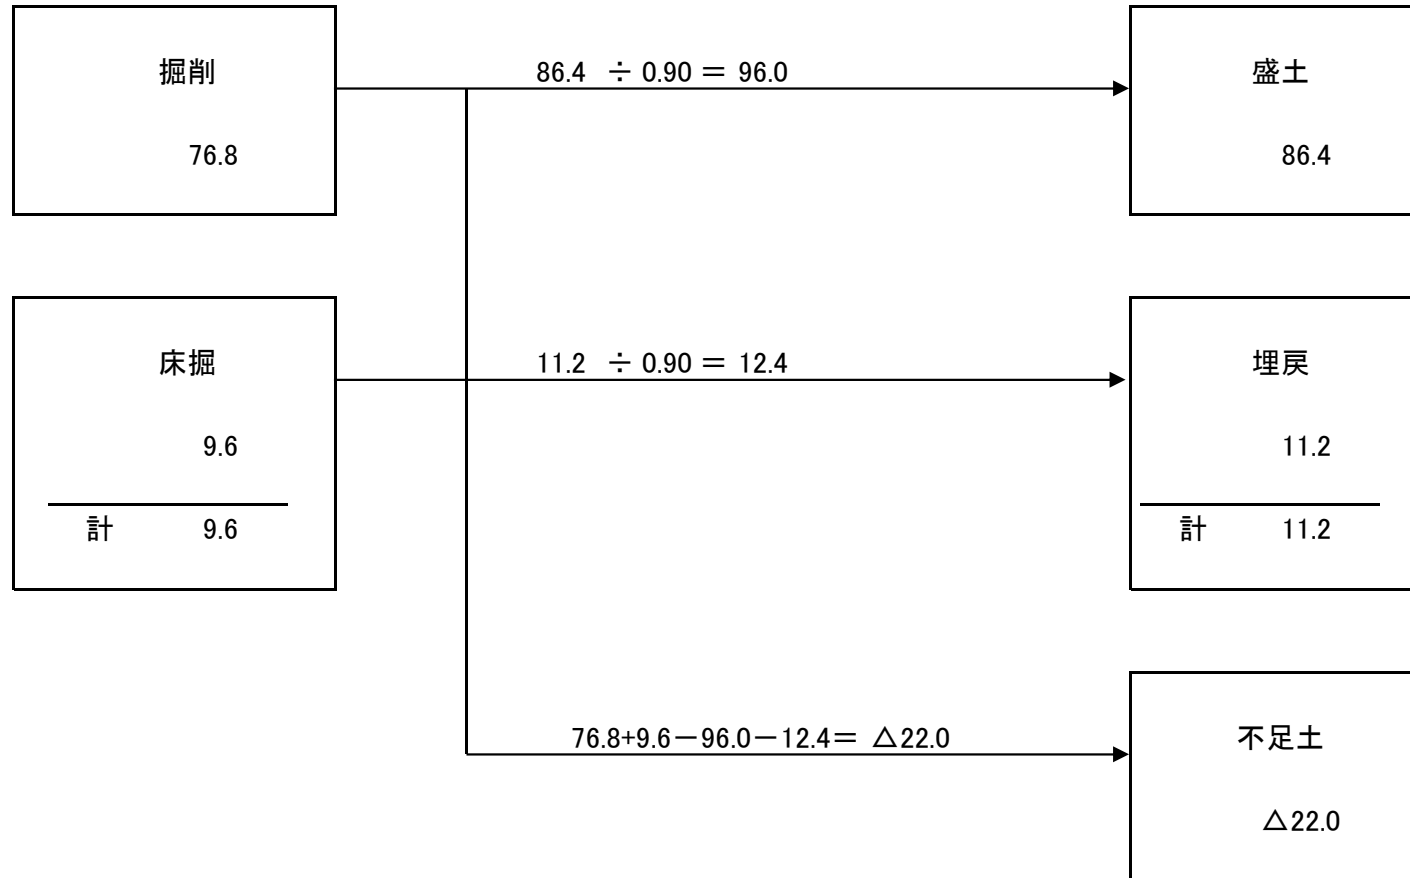 掘削
76.8
86.4 ÷ 0.90 = 96.0
盛土
86.4
床掘
9.6
計 9.6
11.2 ÷ 0.90 = 12.4
埋戻
11.2
計 11.2
76.8+9.6-96.0-12.4= △22.0
不足土
△22.0